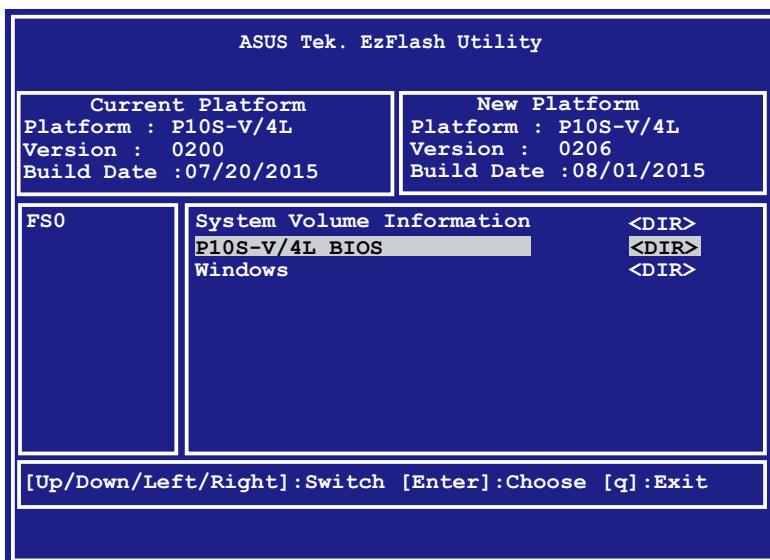 ASUS Tek. EzFlash Utility
Current Platform
Platform : P10S-V/4L
Version : 0200
Build Date :07/20/2015
New Platform
Platform : P10S-V/4L
Version : 0206
Build Date :08/01/2015
FS0
System Volume Information <DIR>
P10S-V/4L BIOS <DIR>
Windows <DIR>
[Up/Down/Left/Right]:Switch [Enter]:Choose [q]:Exit